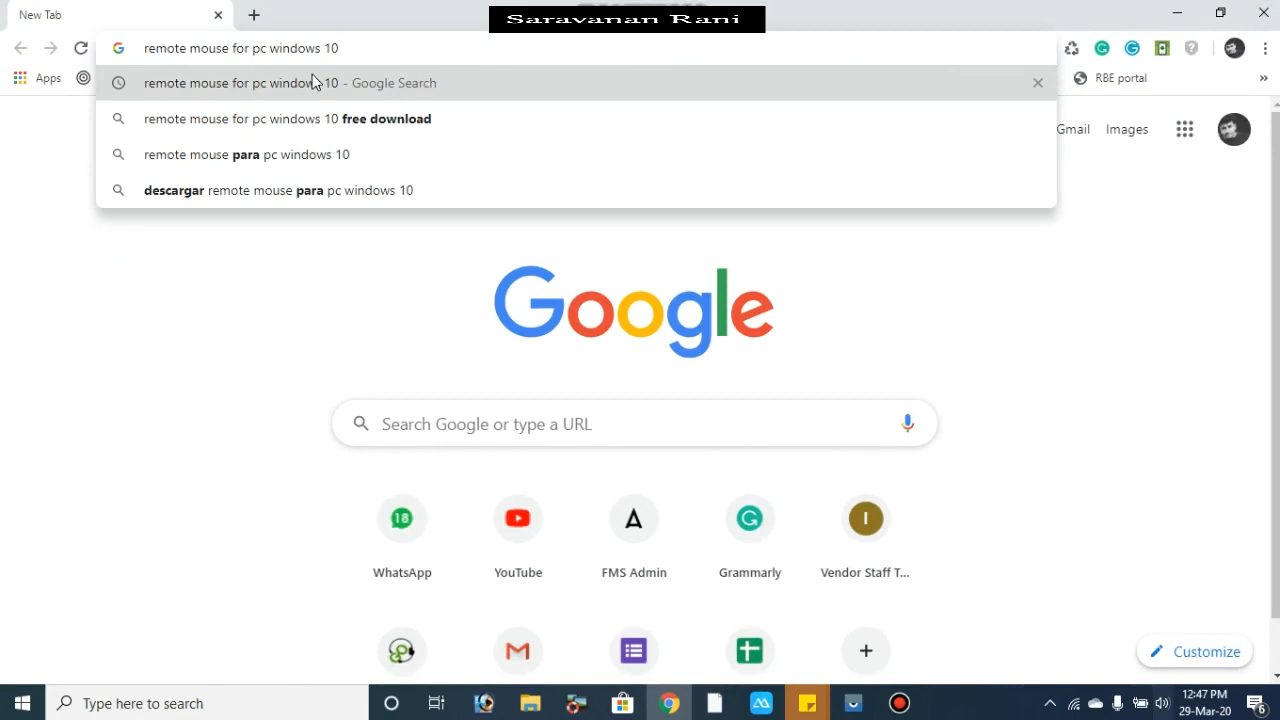 New Tab
Saravanan Rani
remote mouse for pc windows 10
Apps
RBE portal
»
remote mouse for pc windows 10 - Google Search
remote mouse for pc windows 10 free download
remote mouse para pc windows 10
descargar remote mouse para pc windows 10
Gmail Images
Google
Search Google or type a URL
18
A
I
WhatsApp
YouTube
FMS Admin
Grammarly
Vendor Staff T...
Customize
Type here to search
12:47 PM
29-Mar-20
6